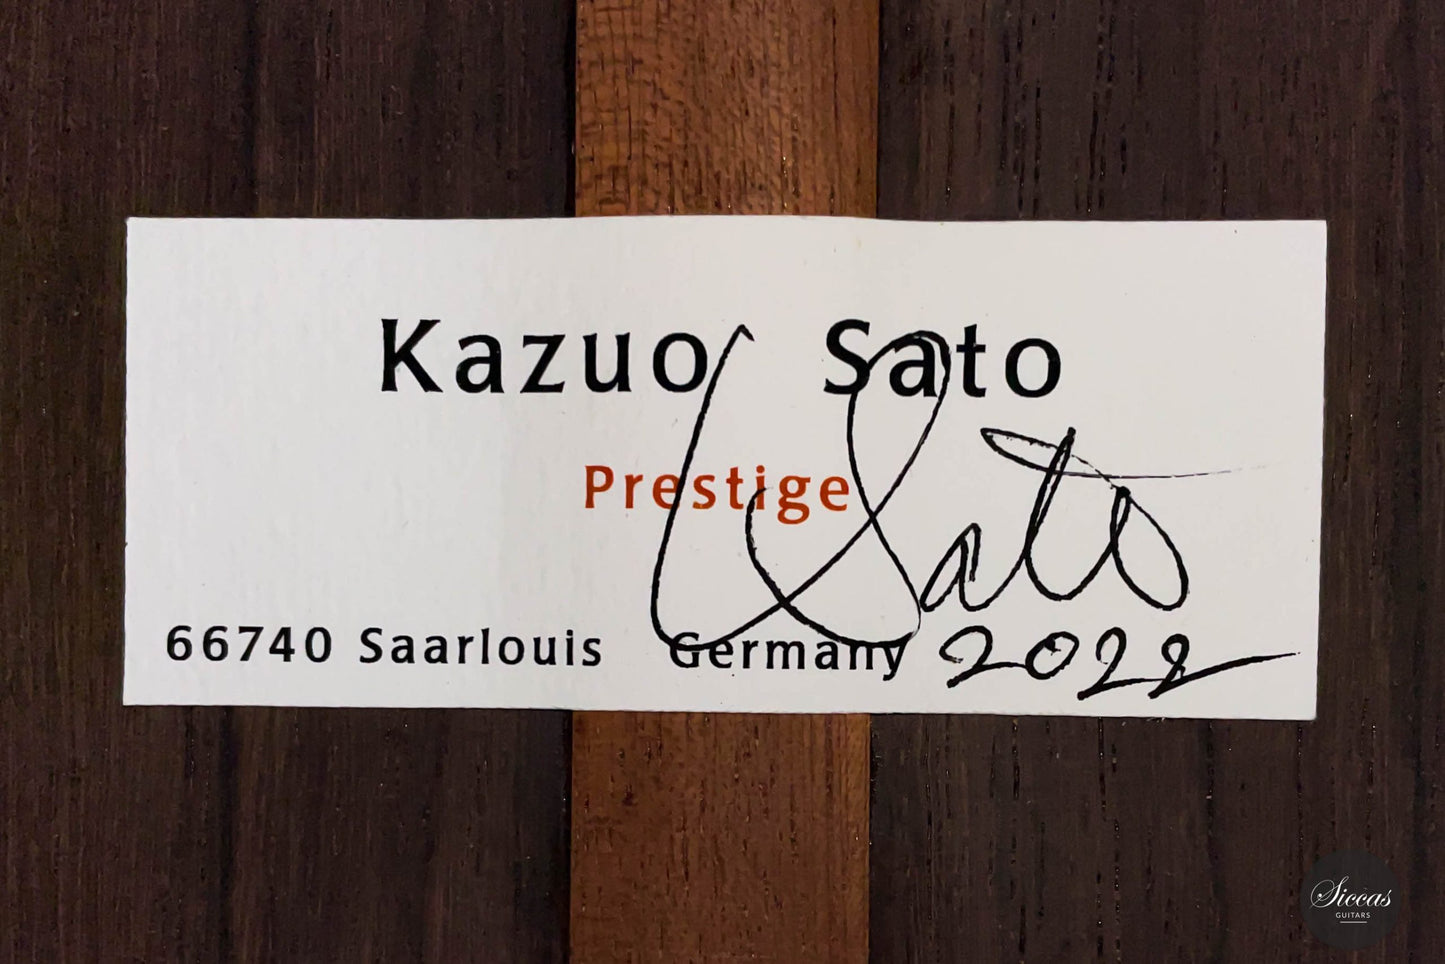 Kazuo Sato
Prestige
Sato
66740 Saarlouis Germany 2022
Siccas
GUITARS